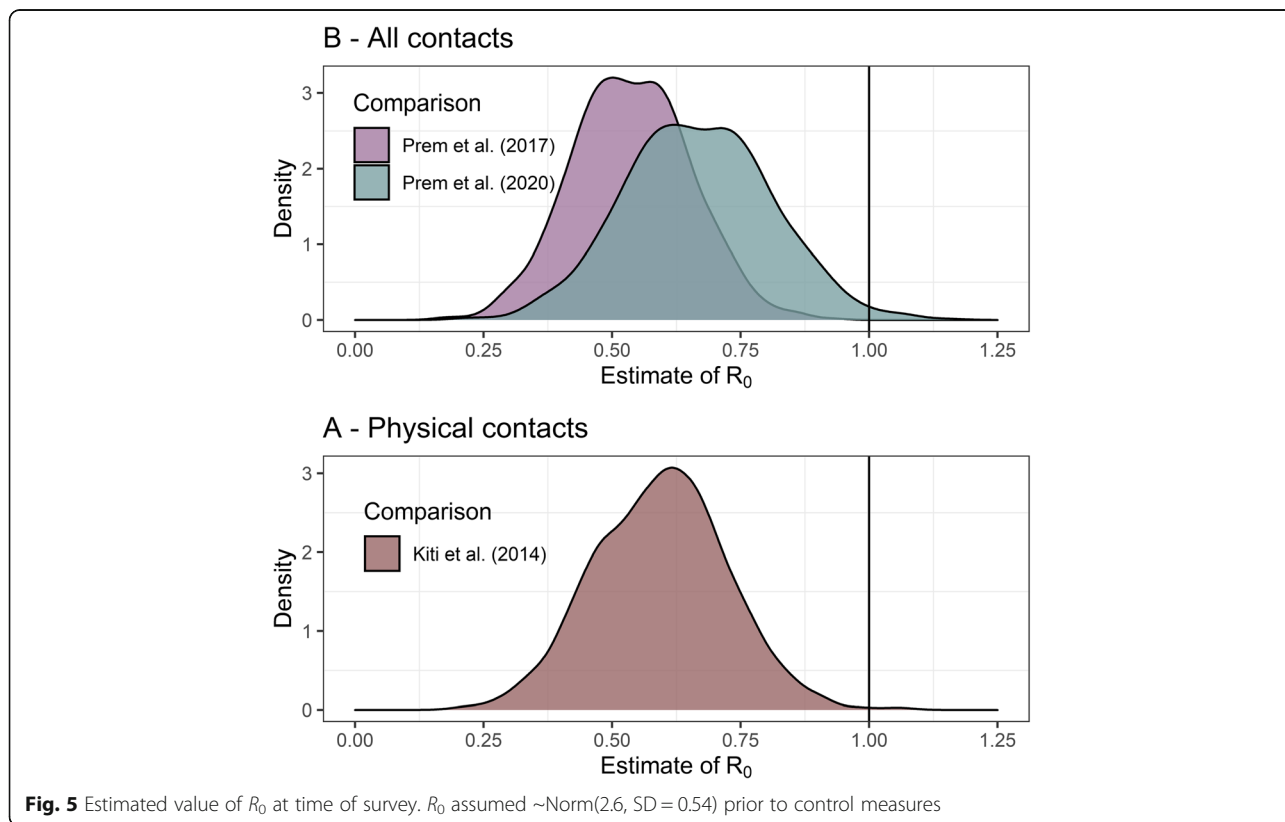 B - All contacts
Comparison
Prem et al. (2017)
Prem et al. (2020)
Density
3
2
1
0
0.00 0.25 0.50 0.75 1.00 1.25
Estimate of R₀
A - Physical contacts
Comparison
Kiti et al. (2014)
Density
3
2
1
0
0.00 0.25 0.50 0.75 1.00 1.25
Estimate of R₀
Fig. 5 Estimated value of R₀ at time of survey. R₀ assumed ~Norm(2.6, SD = 0.54) prior to control measures